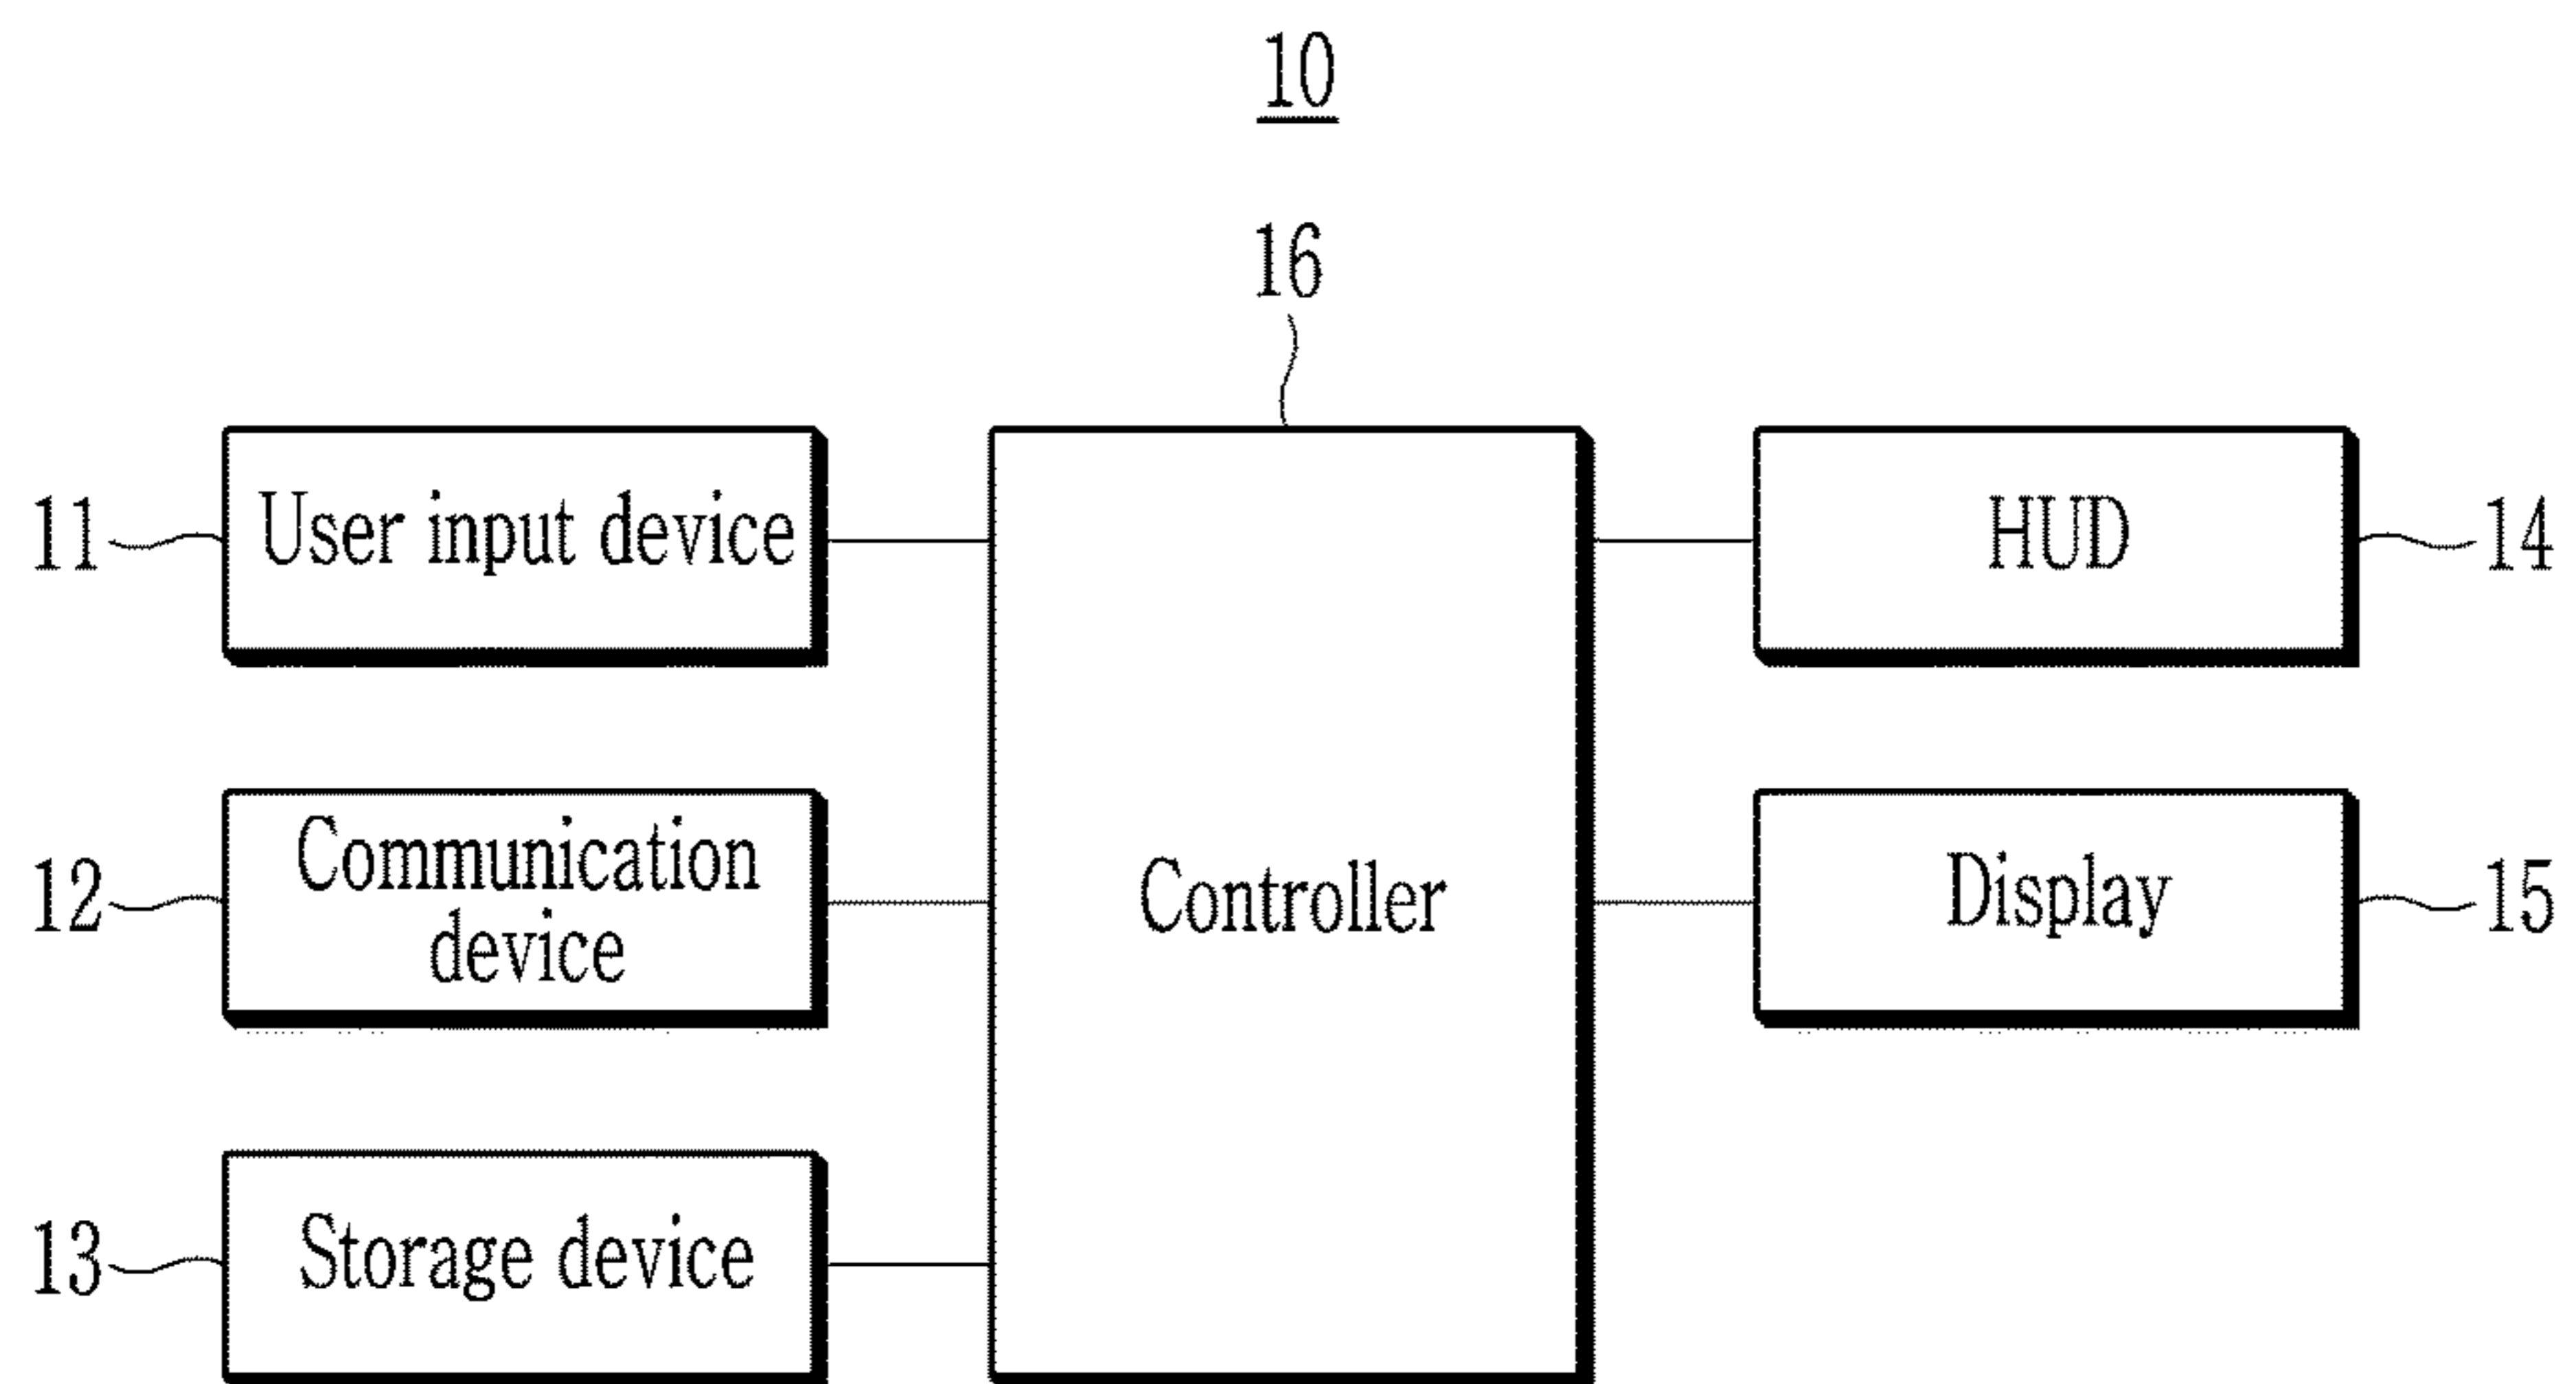 10
16
11
User input device
HUD
14
12
Communication
device
Controller
Display
15
13
Storage device